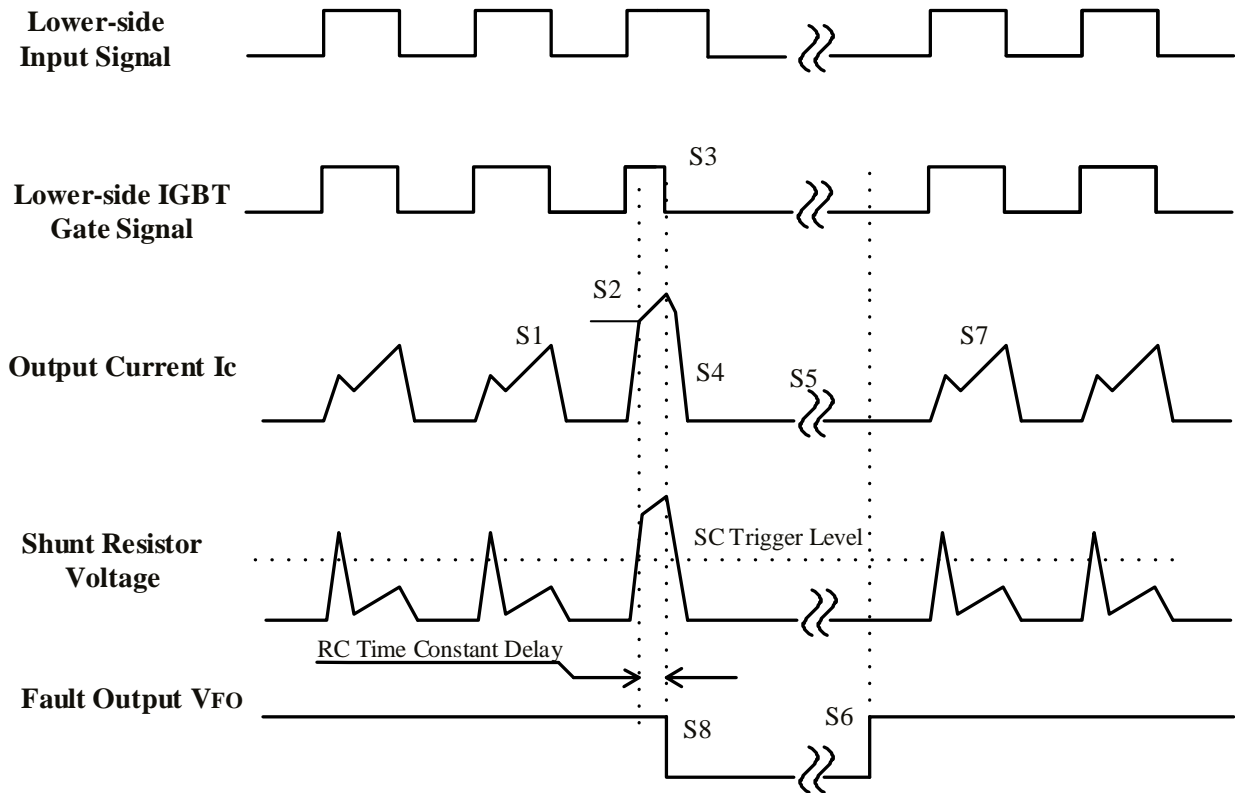 Lower-side
Input Signal
Lower-side IGBT
Gate Signal
S3
S2
S1
S7
Output Current Ic
S4
S5
Shunt Resistor
Voltage
SC Trigger Level
RC Time Constant Delay
Fault Output VFO
S8
S6